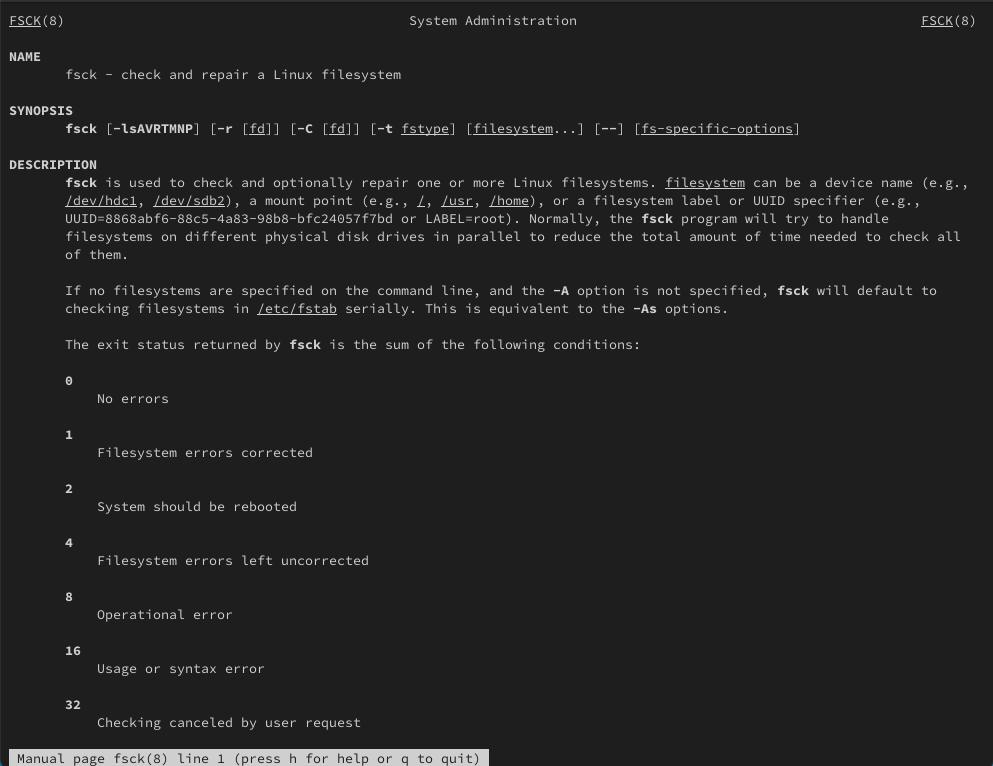 FSCK(8) System Administration FSCK(8)
NAME
fsck - check and repair a Linux filesystem
SYNOPSIS
fsck [-lsAVRTMNP] [-r [fd]] [-C [fd]] [-t fstype] [filesystem...] [--] [fs-specific-options]
DESCRIPTION
fsck is used to check and optionally repair one or more Linux filesystems. filesystem can be a device name (e.g.,
/dev/hdc1, /dev/sdb2), a mount point (e.g., /, /usr, /home), or a filesystem label or UUID specifier (e.g.,
UUID=8868abf6-88c5-4a83-98b8-bfc24057f7bd or LABEL=root). Normally, the fsck program will try to handle
filesystems on different physical disk drives in parallel to reduce the total amount of time needed to check all
of them.
If no filesystems are specified on the command line, and the -A option is not specified, fsck will default to
checking filesystems in /etc/fstab serially. This is equivalent to the -As options.
The exit status returned by fsck is the sum of the following conditions:
0
No errors
1
Filesystem errors corrected
2
System should be rebooted
4
Filesystem errors left uncorrected
8
Operational error
16
Usage or syntax error
32
Checking canceled by user request
Manual page fsck(8) line 1 (press h for help or q to quit)